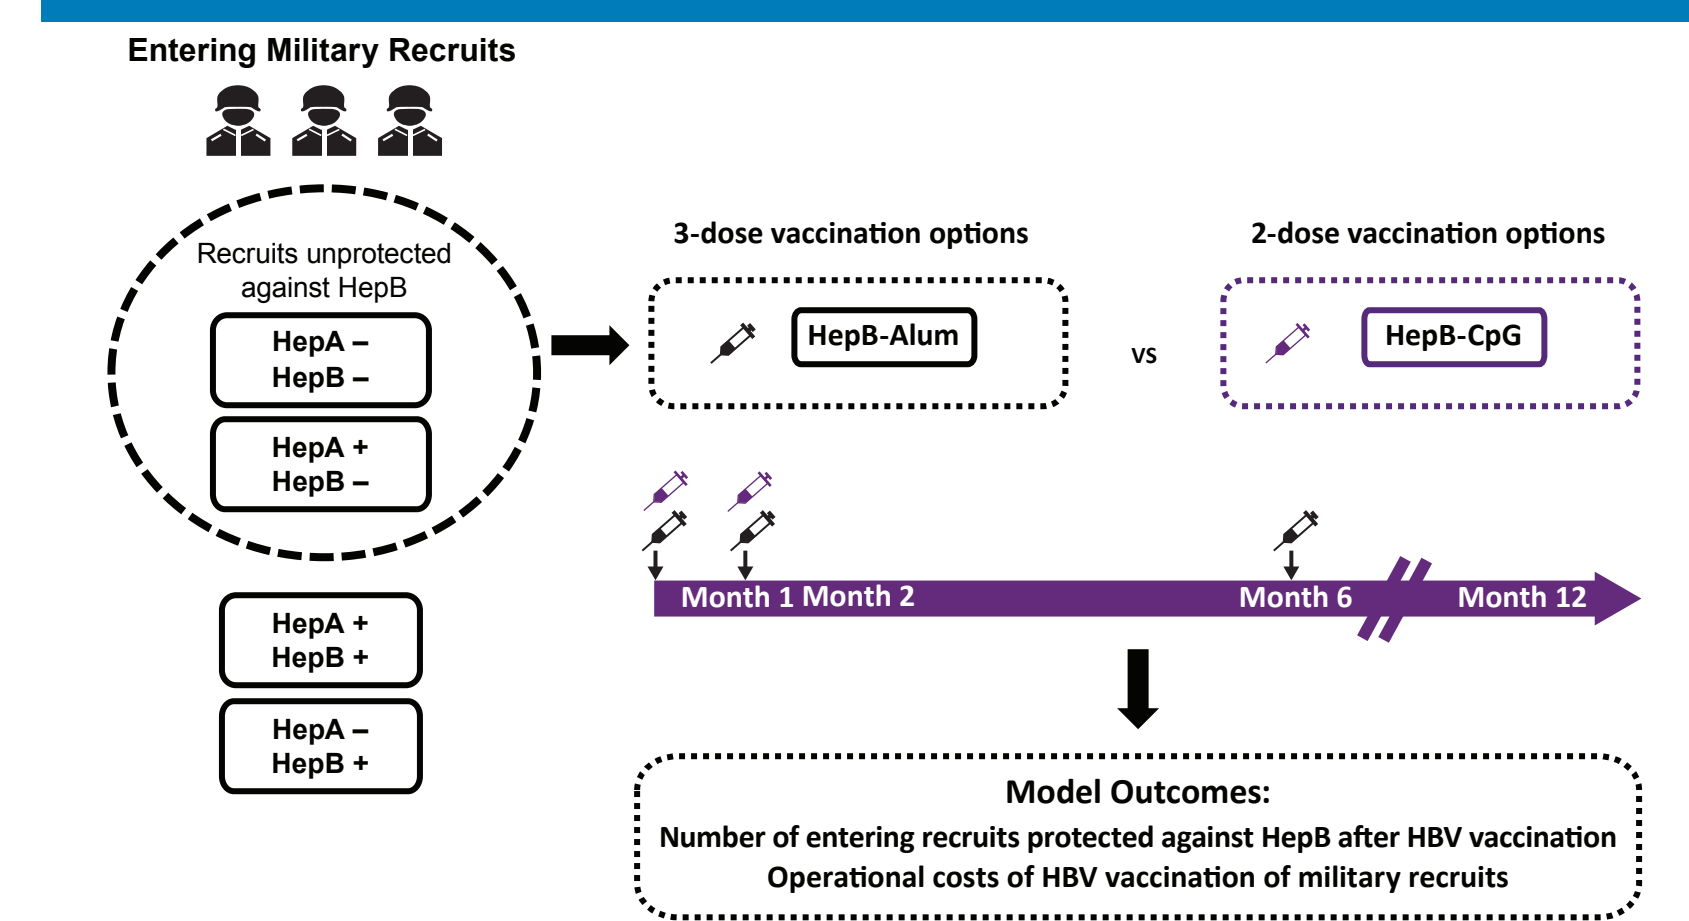 Entering Military Recruits
Recruits unprotected
against HepB
HepA –
HepB –
HepA +
HepB –
HepA +
HepB +
HepA –
HepB +
3-dose vaccination options
HepB-Alum
vs
2-dose vaccination options
HepB-CpG
Month 1 Month 2 Month 6 Month 12
Model Outcomes:
Number of entering recruits protected against HepB after HBV vaccination
Operational costs of HBV vaccination of military recruits